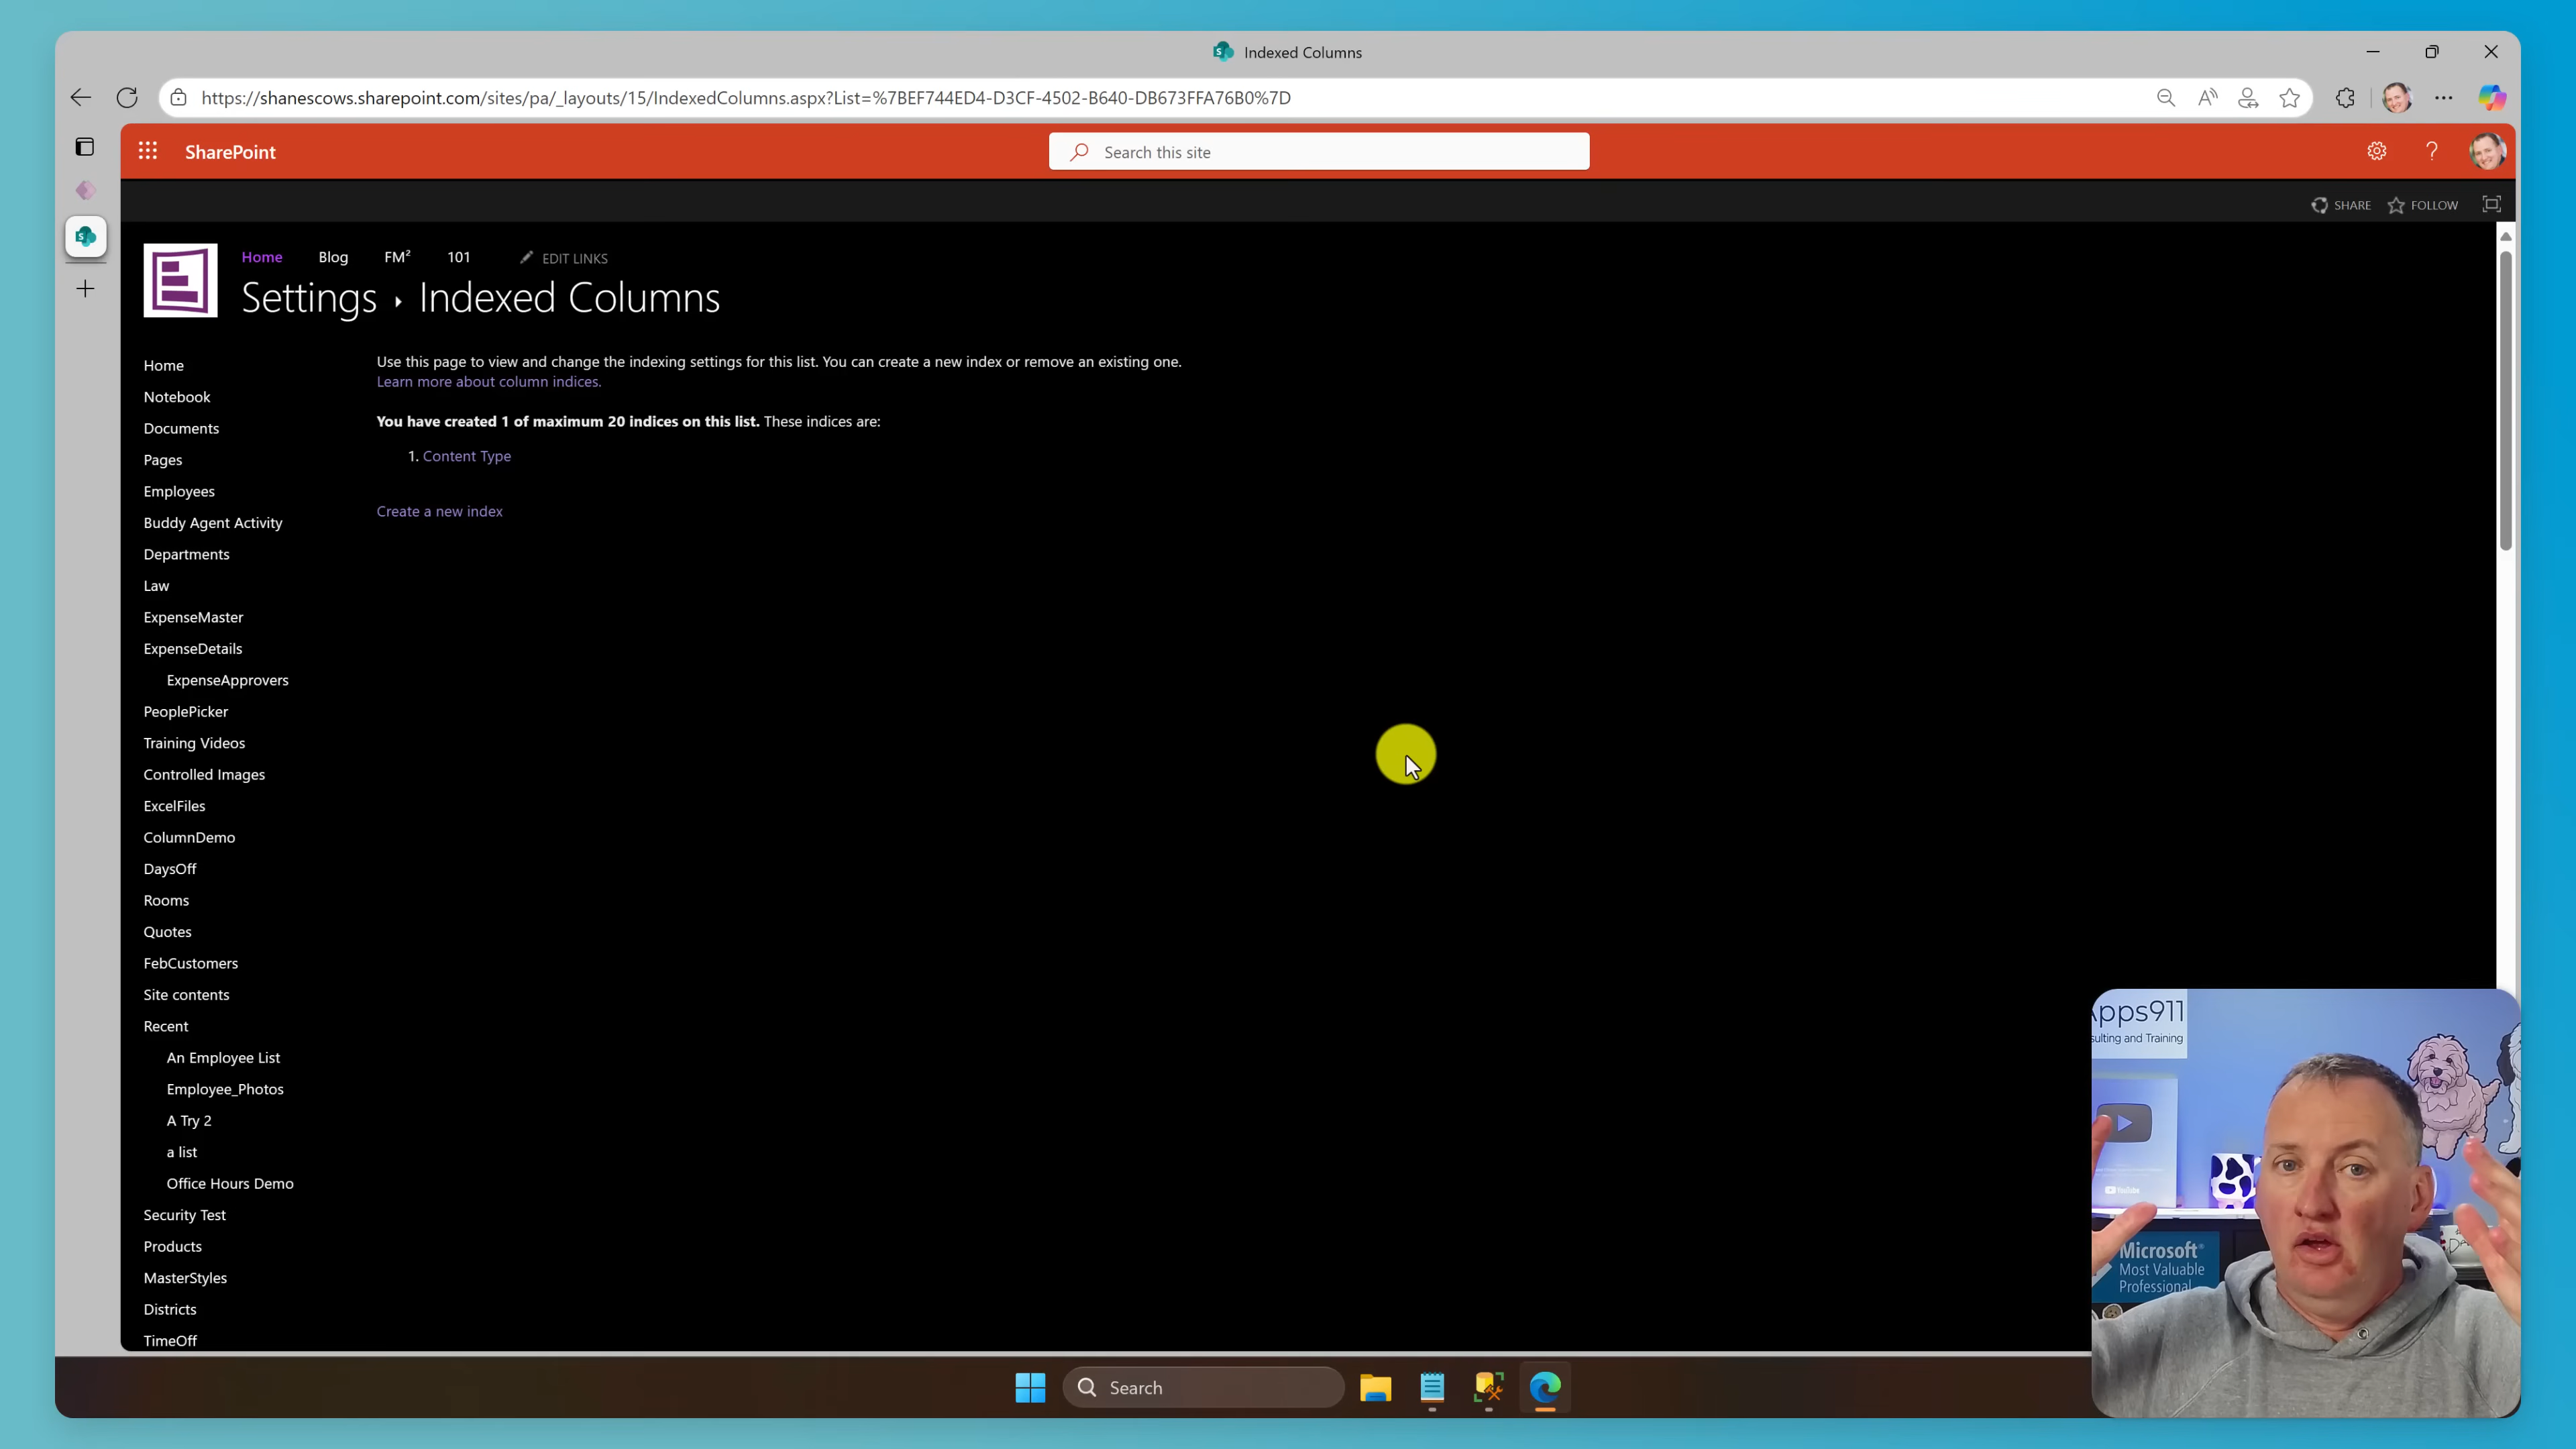 Indexed Columns
https://shanescows.sharepoint.com/sites/pa/_layouts/15/IndexedColumns.aspx?List=%7BEF744ED4-D3CF-4502-B640-DB673FFA76B0%7D
SharePoint
Search this site
SHARE
FOLLOW
Home
Blog
FM²
101
EDIT LINKS
Settings ‣ Indexed Columns
Use this page to view and change the indexing settings for this list. You can create a new index or remove an existing one.
Learn more about column indices.
You have created 1 of maximum 20 indices on this list. These indices are:
1. Content Type
Create a new index
Home
Notebook
Documents
Pages
Employees
Buddy Agent Activity
Departments
Law
ExpenseMaster
ExpenseDetails
ExpenseApprovers
PeoplePicker
Training Videos
Controlled Images
ExcelFiles
ColumnDemo
DaysOff
Rooms
Quotes
FebCustomers
Site contents
Recent
An Employee List
Employee_Photos
A Try 2
a list
Office Hours Demo
Security Test
Products
MasterStyles
Districts
TimeOff
Apps911
sulting and Training
YouTube
Microsoft®
Most Valuable
Professional
Search